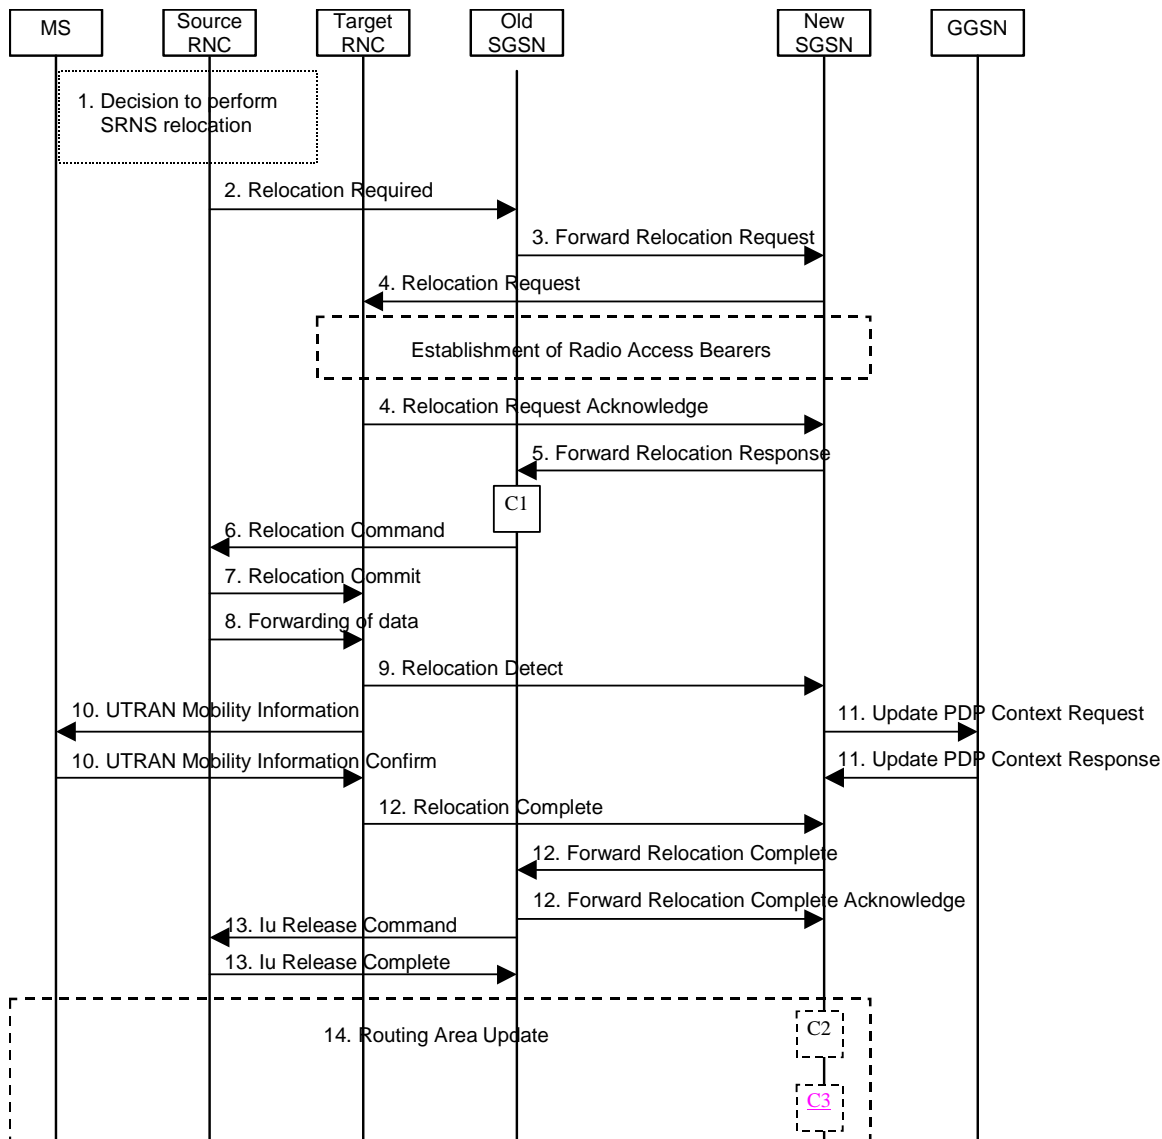 MS
Source
RNC
Target
RNC
Old
SGSN
New
SGSN
GGSN
1. Decision to perform
SRNS relocation
2. Relocation Required
3. Forward Relocation Request
4. Relocation Request
Establishment of Radio Access Bearers
4. Relocation Request Acknowledge
5. Forward Relocation Response
C1
6. Relocation Command
7. Relocation Commit
8. Forwarding of data
9. Relocation Detect
10. UTRAN Mobility Information
11. Update PDP Context Request
10. UTRAN Mobility Information Confirm
11. Update PDP Context Response
12. Relocation Complete
12. Forward Relocation Complete
12. Forward Relocation Complete Acknowledge
13. Iu Release Command
13. Iu Release Complete
14. Routing Area Update
C2
C3